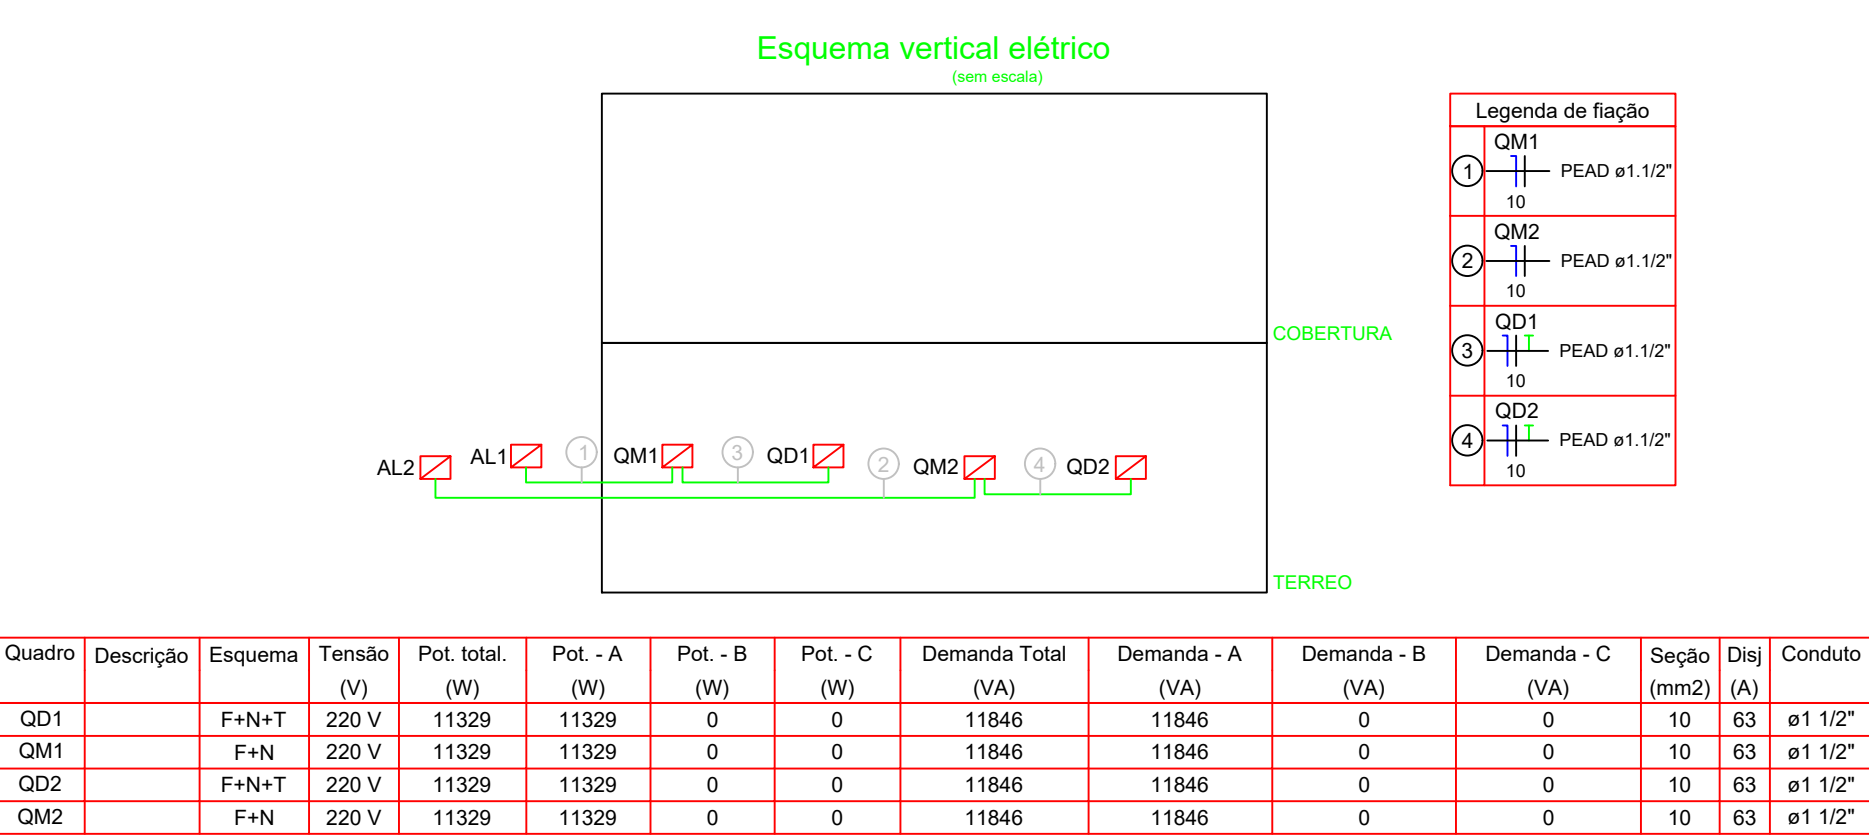 Esquema vertical elétrico
(sem escala)
Legenda de fiação
QM1
1 PEAD ø1.1/2"
10
QM2
2 PEAD ø1.1/2"
10
QD1
3 PEAD ø1.1/2"
10
QD2
4 PEAD ø1.1/2"
10
COBERTURA
AL2 AL1 1 QM1 3 QD1 2 QM2 4 QD2
TERREO
Quadro Descrição Esquema Tensão Pot. total. Pot. - A Pot. - B Pot. - C Demanda Total Demanda - A Demanda - B Demanda - C Seção Disj Conduto
(V) (W) (W) (W) (W) (VA) (VA) (VA) (VA) (mm2) (A)
QD1 F+N+T 220 V 11329 11329 0 0 11846 11846 0 0 10 63 ø1 1/2"
QM1 F+N 220 V 11329 11329 0 0 11846 11846 0 0 10 63 ø1 1/2"
QD2 F+N+T 220 V 11329 11329 0 0 11846 11846 0 0 10 63 ø1 1/2"
QM2 F+N 220 V 11329 11329 0 0 11846 11846 0 0 10 63 ø1 1/2"